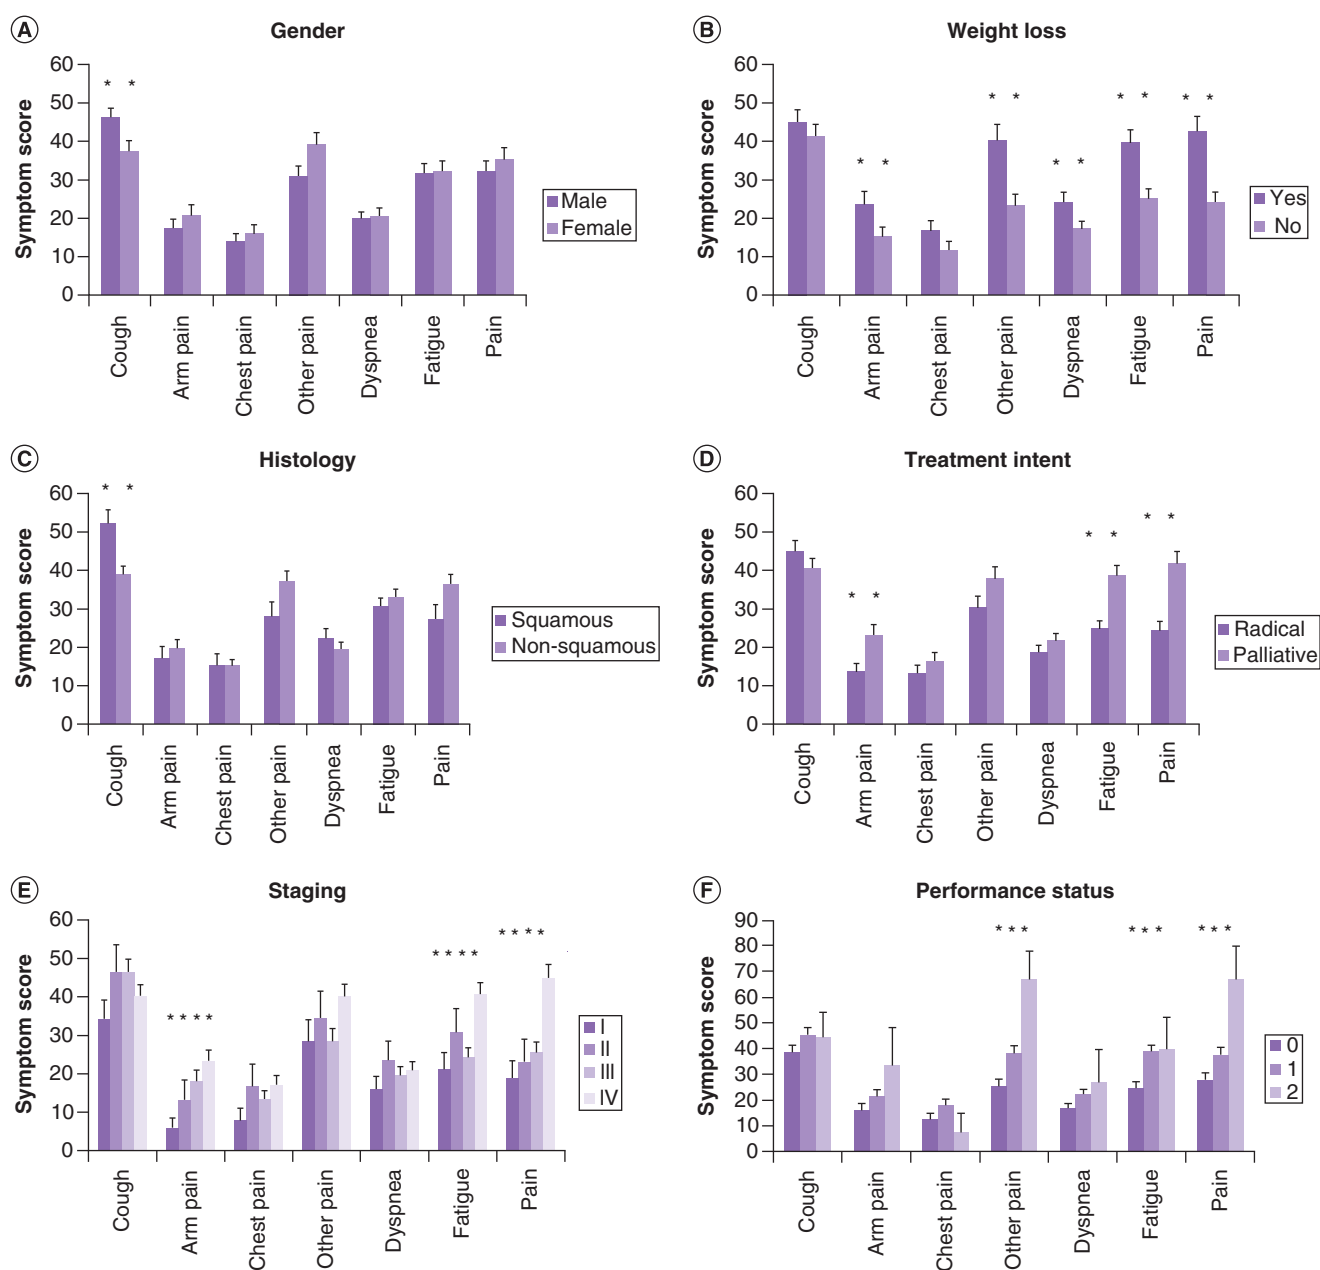 A
Gender
Symptom score
60
50
40
30
20
10
0
* *
Cough
Arm pain
Chest pain
Other pain
Dyspnea
Fatigue
Pain
Male
Female
B
Weight loss
Symptom score
60
50
40
30
20
10
0
* *
* *
* *
* *
* *
Cough
Arm pain
Chest pain
Other pain
Dyspnea
Fatigue
Pain
Yes
No
C
Histology
Symptom score
60
50
40
30
20
10
0
* *
Cough
Arm pain
Chest pain
Other pain
Dyspnea
Fatigue
Pain
Squamous
Non-squamous
D
Treatment intent
Symptom score
60
50
40
30
20
10
0
* *
* *
* *
Cough
Arm pain
Chest pain
Other pain
Dyspnea
Fatigue
Pain
Radical
Palliative
E
Staging
Symptom score
60
50
40
30
20
10
0
* * * *
* * * *
* * * *
Cough
Arm pain
Chest pain
Other pain
Dyspnea
Fatigue
Pain
I
II
III
IV
F
Performance status
Symptom score
90
80
70
60
50
40
30
20
10
0
* * *
* * *
* * *
Cough
Arm pain
Chest pain
Other pain
Dyspnea
Fatigue
Pain
0
1
2